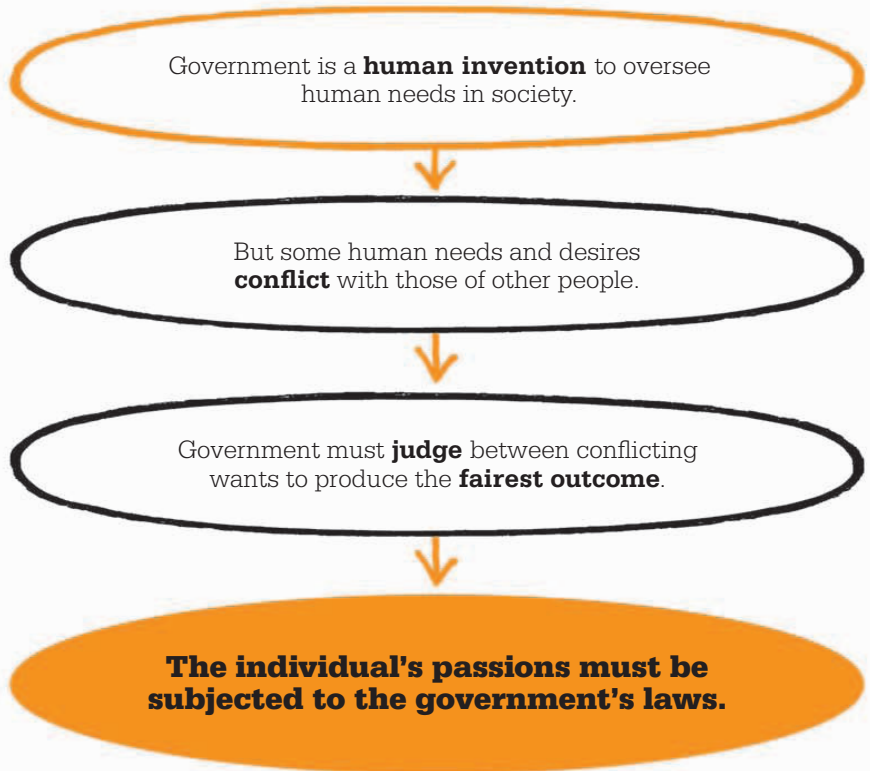 Government is a human invention to oversee
human needs in society.
But some human needs and desires
conflict with those of other people.
Government must judge between conflicting
wants to produce the fairest outcome.
The individual’s passions must be
subjected to the government’s laws.